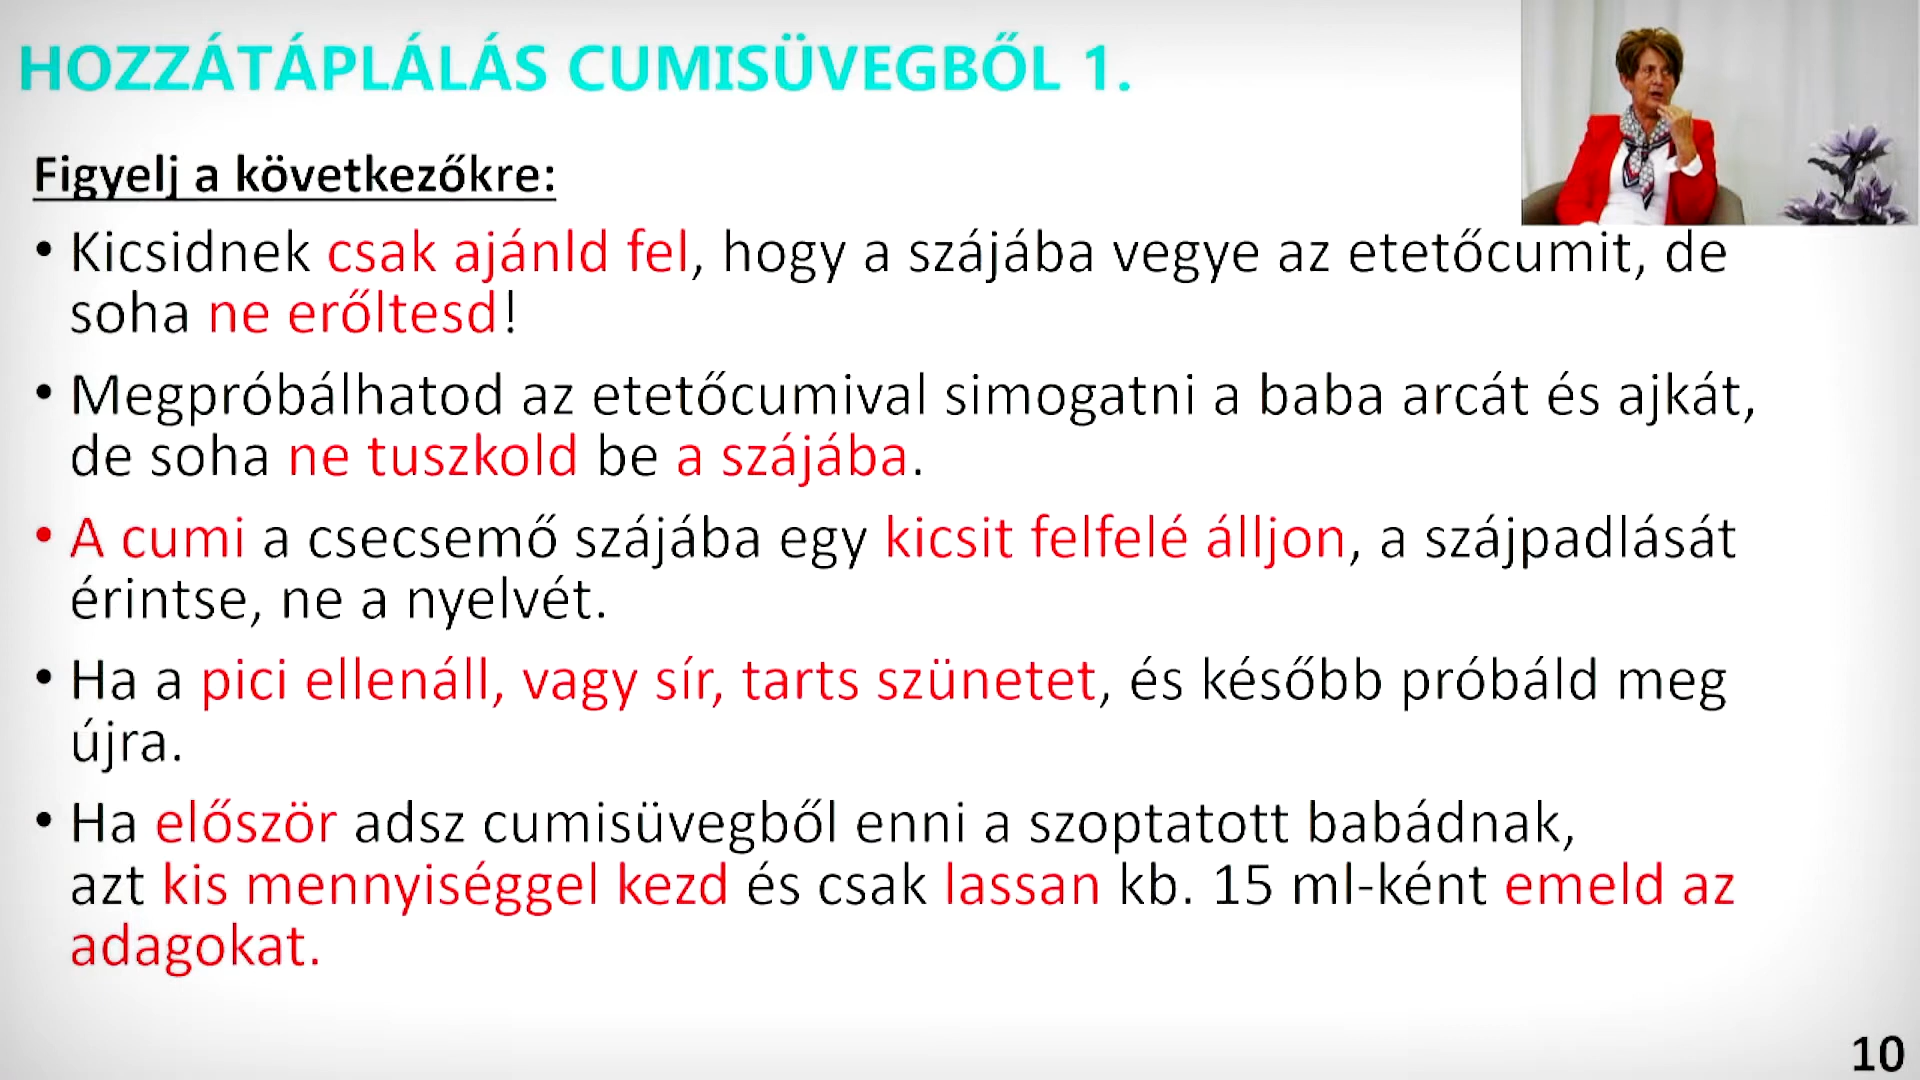 HOZZÁTÁPLÁLÁS CUMISÜVEGBŐL 1.
Figyelj a következőkre:
• Kicsidnek csak ajánld fel, hogy a szájába vegye az etetőcumit, de
soha ne erőltesd!
• Megpróbálhatod az etetőcumival simogatni a baba arcát és ajkát,
de soha ne tuszkold be a szájába.
• A cumi a csecsemő szájába egy kicsit felfelé álljon, a szájpadlását
érintse, ne a nyelvét.
• Ha a pici ellenáll, vagy sír, tarts szünetet, és később próbáld meg
újra.
• Ha először adsz cumisüvegből enni a szoptatott babádnak,
azt kis mennyiséggel kezd és csak lassan kb. 15 ml-ként emeld az
adagokat.
10